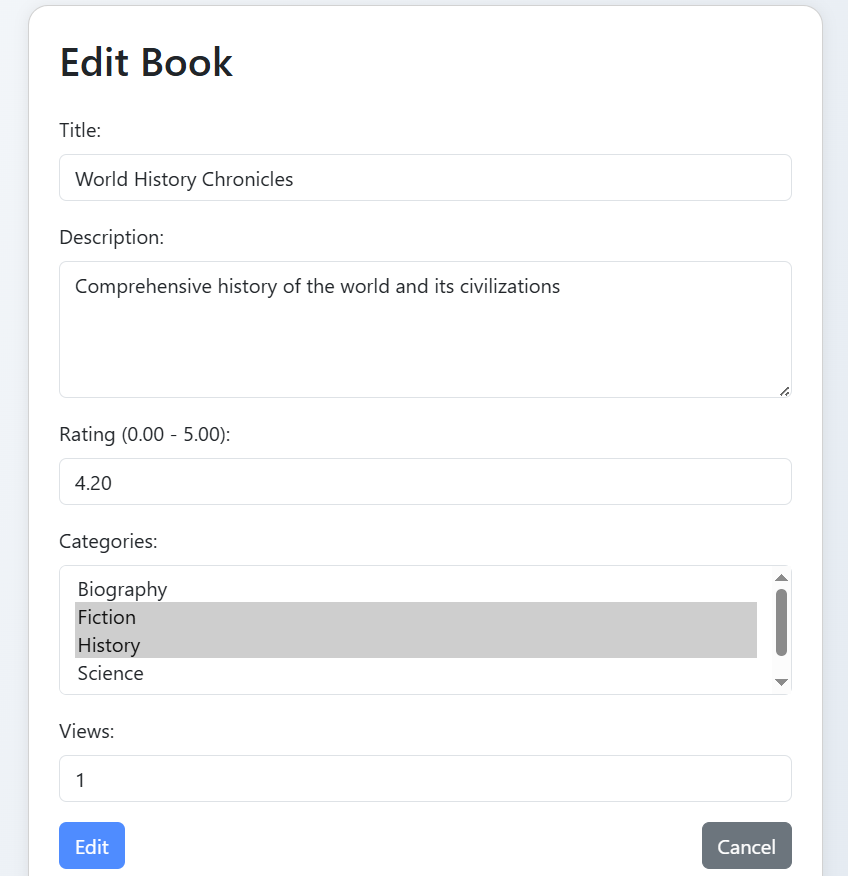 Edit Book
Title:
World History Chronicles
Description:
Comprehensive history of the world and its civilizations
Rating (0.00 - 5.00):
4.20
Categories:
Biography
Fiction
History
Science
Views:
1
Edit
Cancel